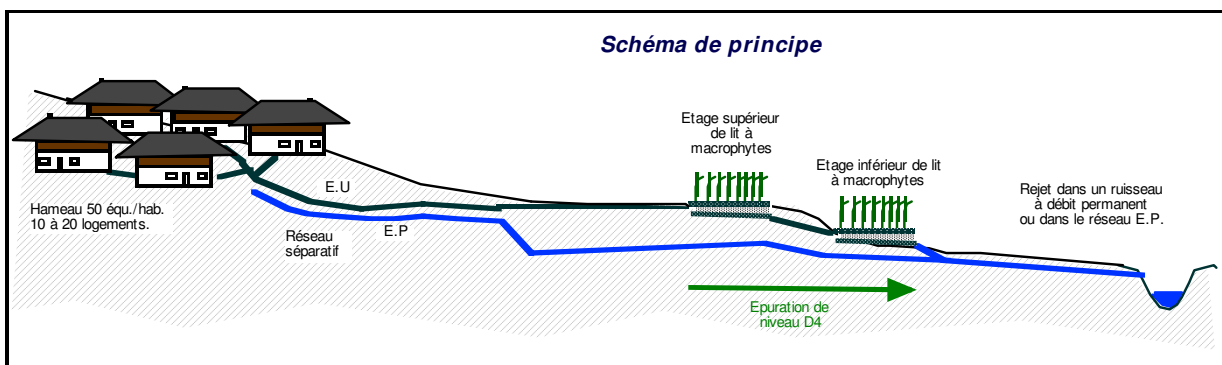 Schéma de principe
Etage supérieur
de lit à
macrophytes
Etage inférieur de lit
à macrophytes
Rejet dans un ruisseau
à débit permanent
ou dans le réseau E.P.
E.U
Hameau 50 équ./hab.
10 à 20 logements.
E.P
Réseau
séparatif
Epuration de
niveau D4